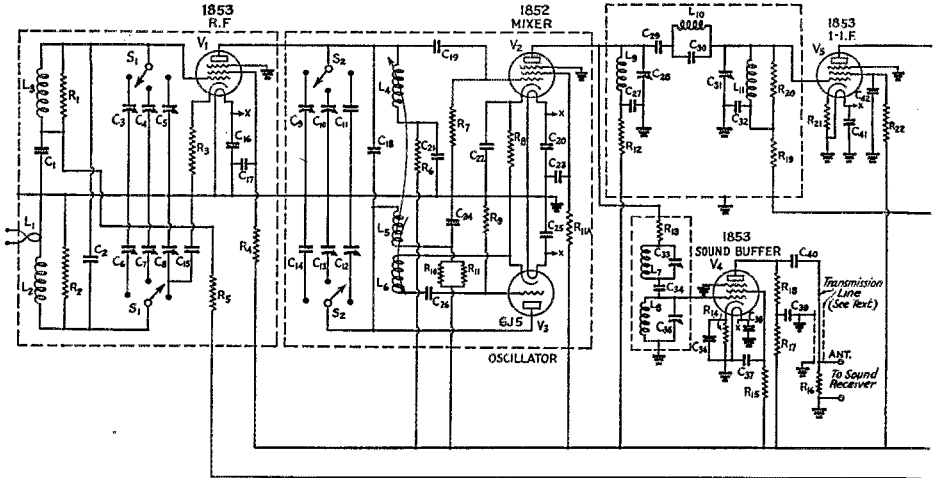 1853
R.F
V1
1852
MIXER
V2
1853
1-I.F.
V5
L10
C29
C30
L9
C28
C27
C31
L11
C32
R20
R12
R19
R21
C41
C42
R22
L3
R1
S1
C3
C4
C5
R3
C16
x
C17
C1
S2
C9
C10
C11
C18
L4
C19
R7
C21
R6
C22
R8
C20
x
C23
L1
L2
R2
C2
C6
C7
C8
C15
S1
R5
R4
C14
C13
C12
S2
L5
L6
C24
R9
C25
R11A
x
R10
R11
C26
6J5
V3
OSCILLATOR
R13
C33
L7
C34
L8
C35
1853
SOUND BUFFER
V4
R14
x
C37
R15
C40
R18
C39
R17
R16
Transmission
Line
(See Text)
ANT.
To Sound
Receiver